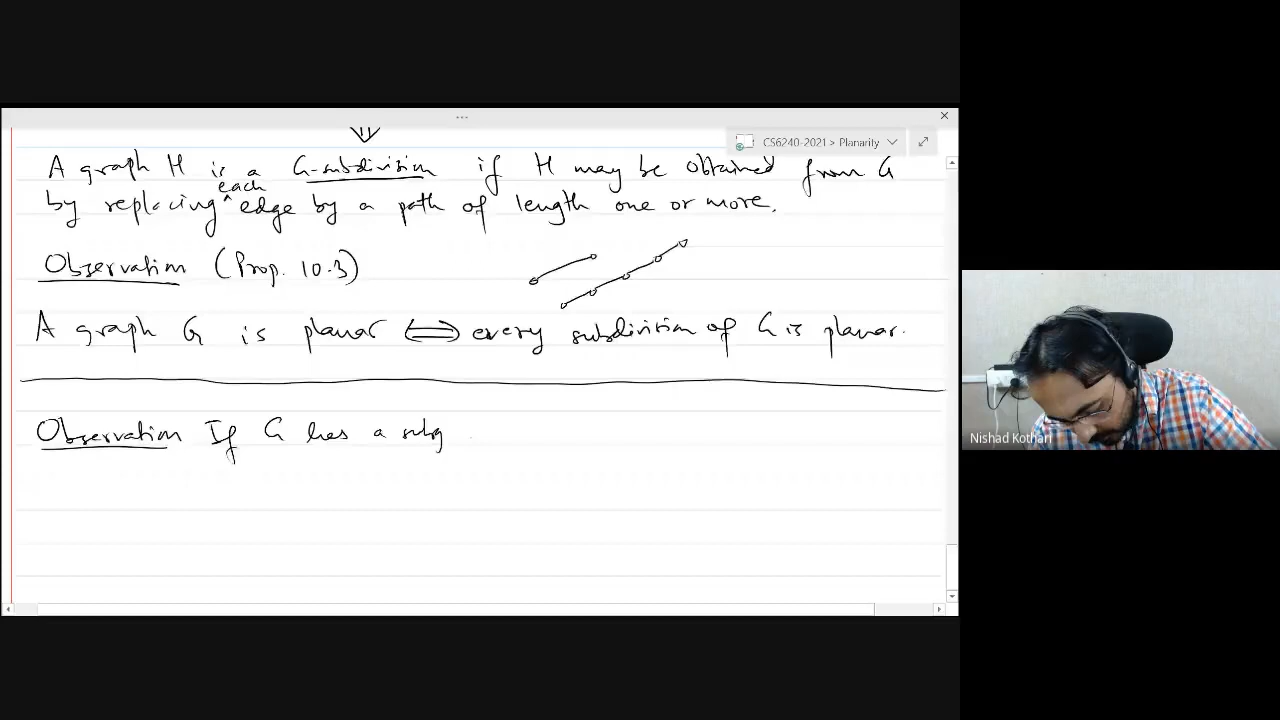 CS6240-2021 > Planarity
A graph H is a G-subdivision if H may be obtained from G
by replacing each edge by a path of length one or more.
Observation (Prop. 10.3)
A graph G is planar ⟺ every subdivision of G is planar.
Observation If G has a subg
Nishad Kothari